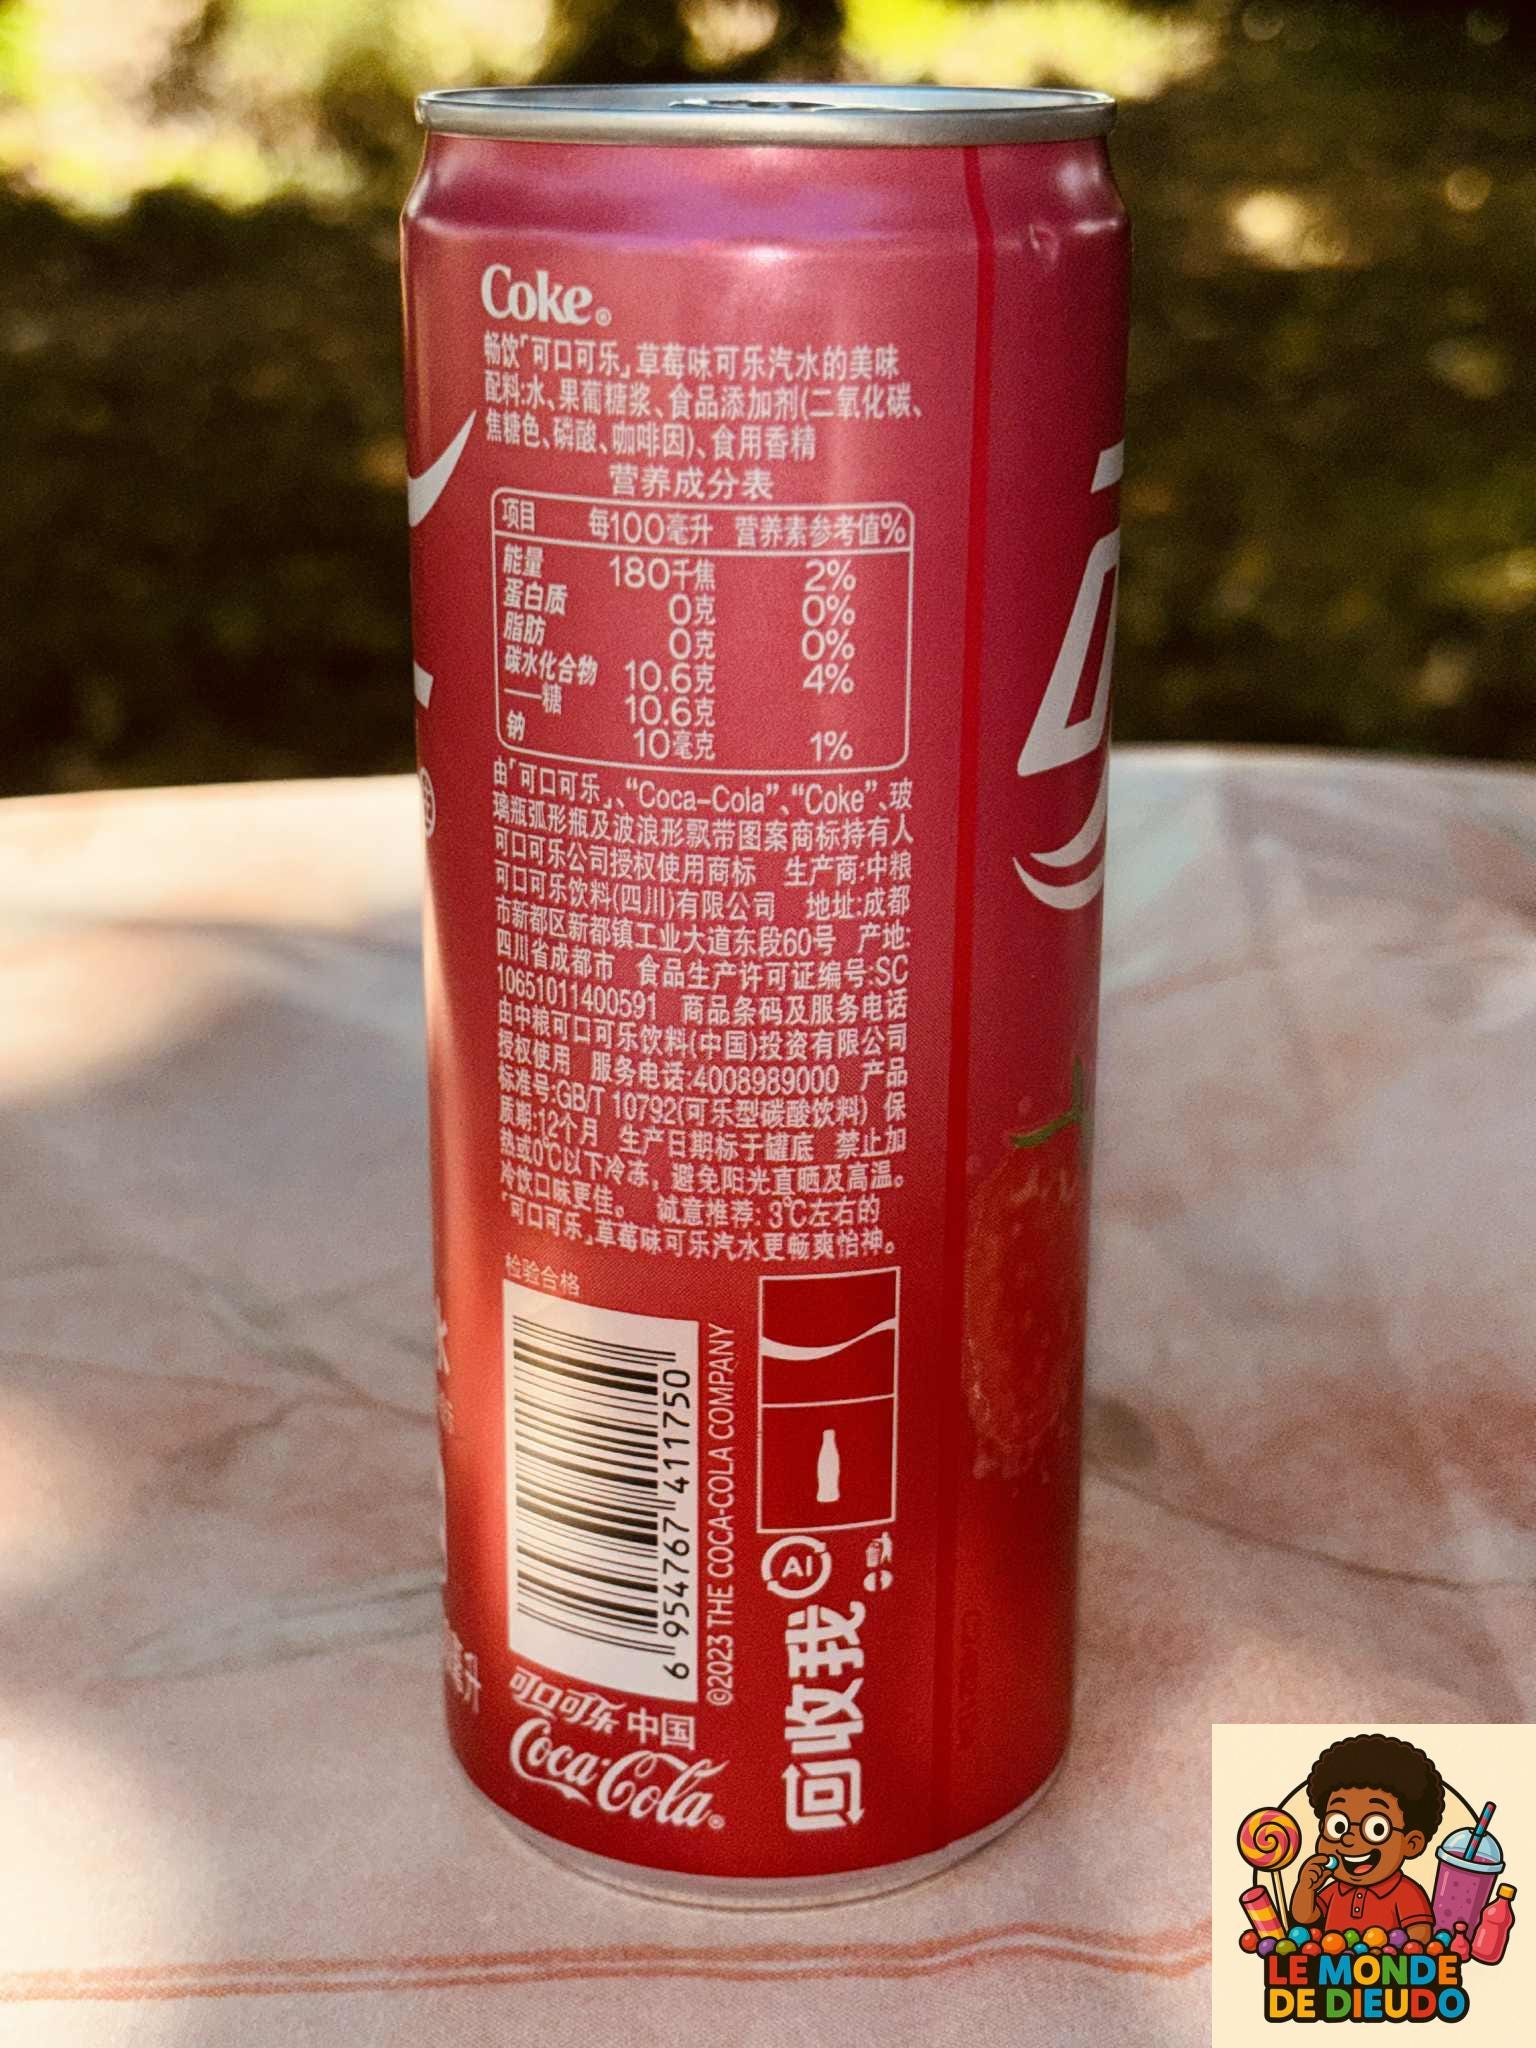 Coke®
畅饮「可口可乐」草莓味可乐汽水的美味
配料:水、果葡糖浆、食品添加剂(二氧化碳、
焦糖色、磷酸、咖啡因)、食用香精
营养成分表
项目 每100毫升 营养素参考值%
能量 180千焦 2%
蛋白质 0克 0%
脂肪 0克 0%
碳水化合物 10.6克 4%
——糖 10.6克
钠 10毫克 1%
由「可口可乐」、“Coca-Cola”、“Coke”、玻
璃瓶弧形瓶及波浪形飘带图案商标持有人
可口可乐公司授权使用商标 生产商:中粮
可口可乐饮料(四川)有限公司 地址:成都
市新都区新都镇工业大道东段60号 产地:
四川省成都市 食品生产许可证编号:SC
10651011400591 商品条码及服务电话
由中粮可口可乐饮料(中国)投资有限公司
授权使用 服务电话:4008989000 产品
标准号:GB/T 10792(可乐型碳酸饮料) 保
质期:12个月 生产日期标于罐底 禁止加
热或0℃以下冷冻，避免阳光直晒及高温。
冷饮口味更佳。 诚意推荐: 3℃左右的
「可口可乐」草莓味可乐汽水更畅爽怡神。
检验合格
6 954767 411750
©2023 THE COCA-COLA COMPANY
Al
回收我
可口可乐 中国
Coca-Cola®
毫升
可
LE MONDE
DE DIEUDO